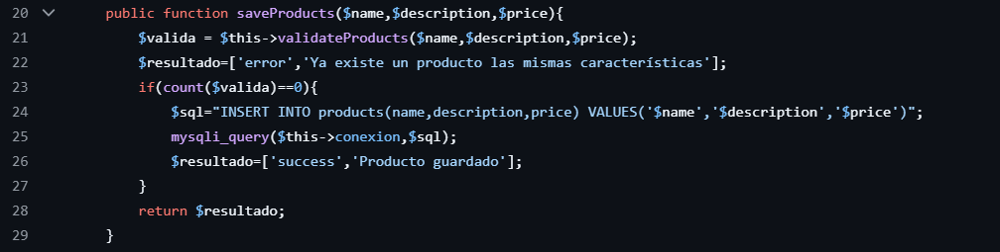 20 public function saveProducts($name,$description,$price){
21 $valida = $this->validateProducts($name,$description,$price);
22 $resultado=['error','Ya existe un producto las mismas características'];
23 if(count($valida)==0){
24 $sql="INSERT INTO products(name,description,price) VALUES('$name','$description','$price')";
25 mysqli_query($this->conexion,$sql);
26 $resultado=['success','Producto guardado'];
27 }
28 return $resultado;
29 }